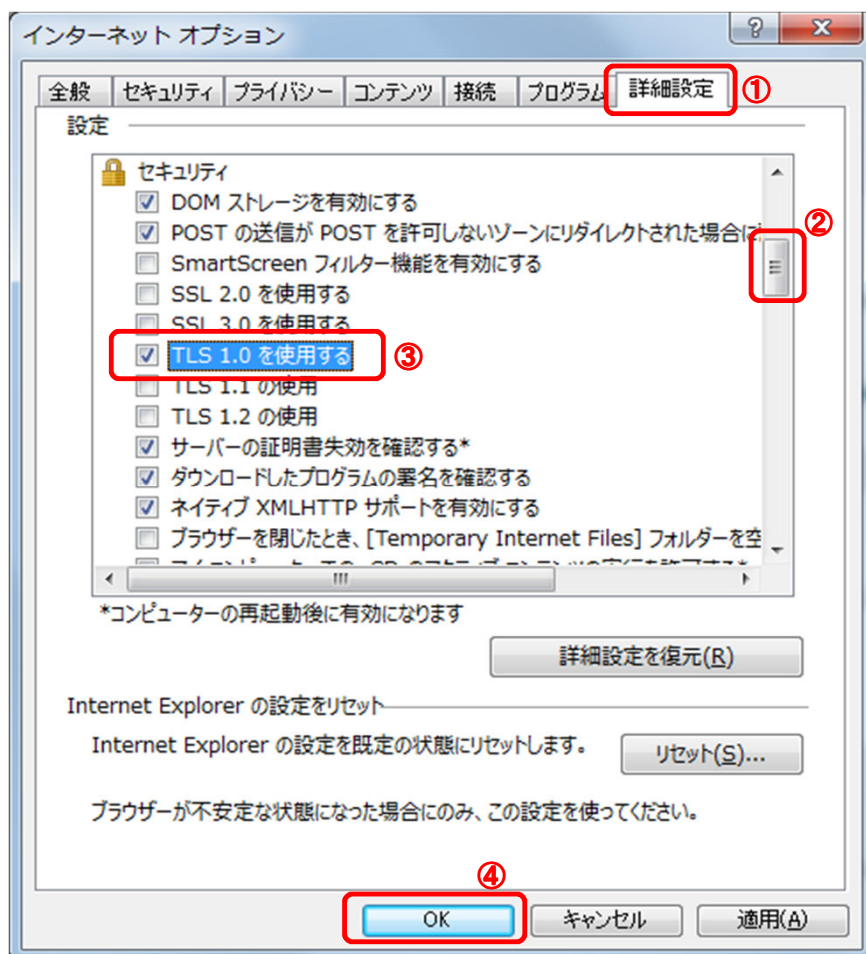 インターネット オプション
全般 セキュリティ プライバシー コンテンツ 接続 プログラム 詳細設定 ①
設定
セキュリティ
DOM ストレージを有効にする
POST の送信が POST を許可しないゾーンにリダイレクトされた場合に ②
SmartScreen フィルター機能を有効にする
SSL 2.0 を使用する
SSL 3.0 を使用する
TLS 1.0 を使用する ③
TLS 1.1 の使用
TLS 1.2 の使用
サーバーの証明書失効を確認する*
ダウンロードしたプログラムの署名を確認する
ネイティブ XMLHTTP サポートを有効にする
ブラウザーを閉じたとき、[Temporary Internet Files] フォルダーを空
*コンピューターの再起動後に有効になります
詳細設定を復元(R)
Internet Explorer の設定をリセット
Internet Explorer の設定を既定の状態にリセットします。
リセット(S)...
ブラウザーが不安定な状態になった場合にのみ、この設定を使ってください。
④
OK キャンセル 適用(A)